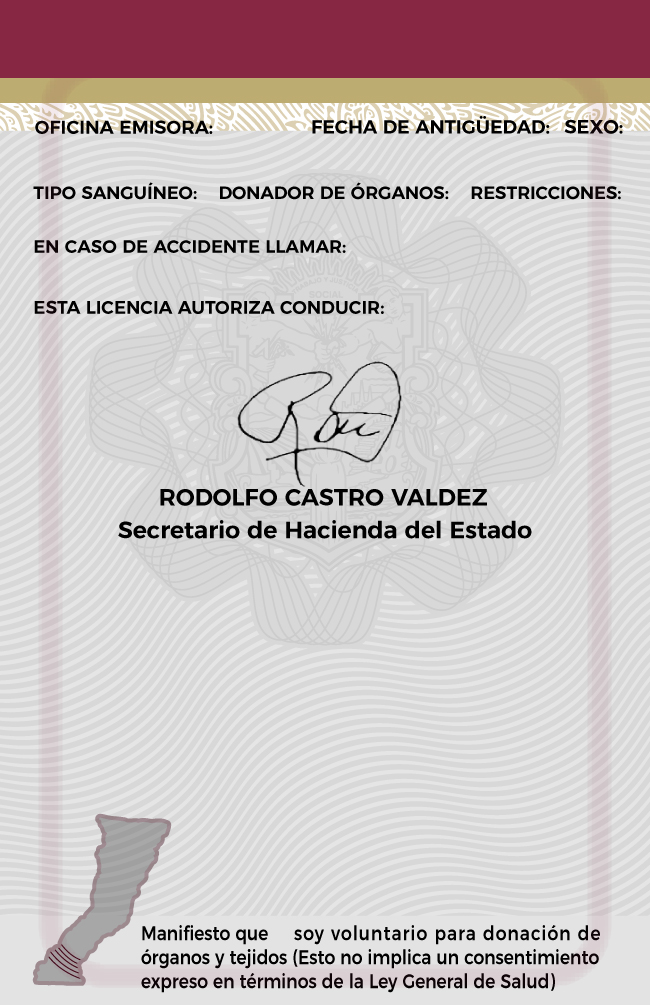 OFICINA EMISORA: FECHA DE ANTIGÜEDAD: SEXO:
TIPO SANGUÍNEO: DONADOR DE ÓRGANOS: RESTRICCIONES:
EN CASO DE ACCIDENTE LLAMAR:
ESTA LICENCIA AUTORIZA CONDUCIR:
RODOLFO CASTRO VALDEZ
Secretario de Hacienda del Estado
Manifiesto que soy voluntario para donación de
órganos y tejidos (Esto no implica un consentimiento
expreso en términos de la Ley General de Salud)